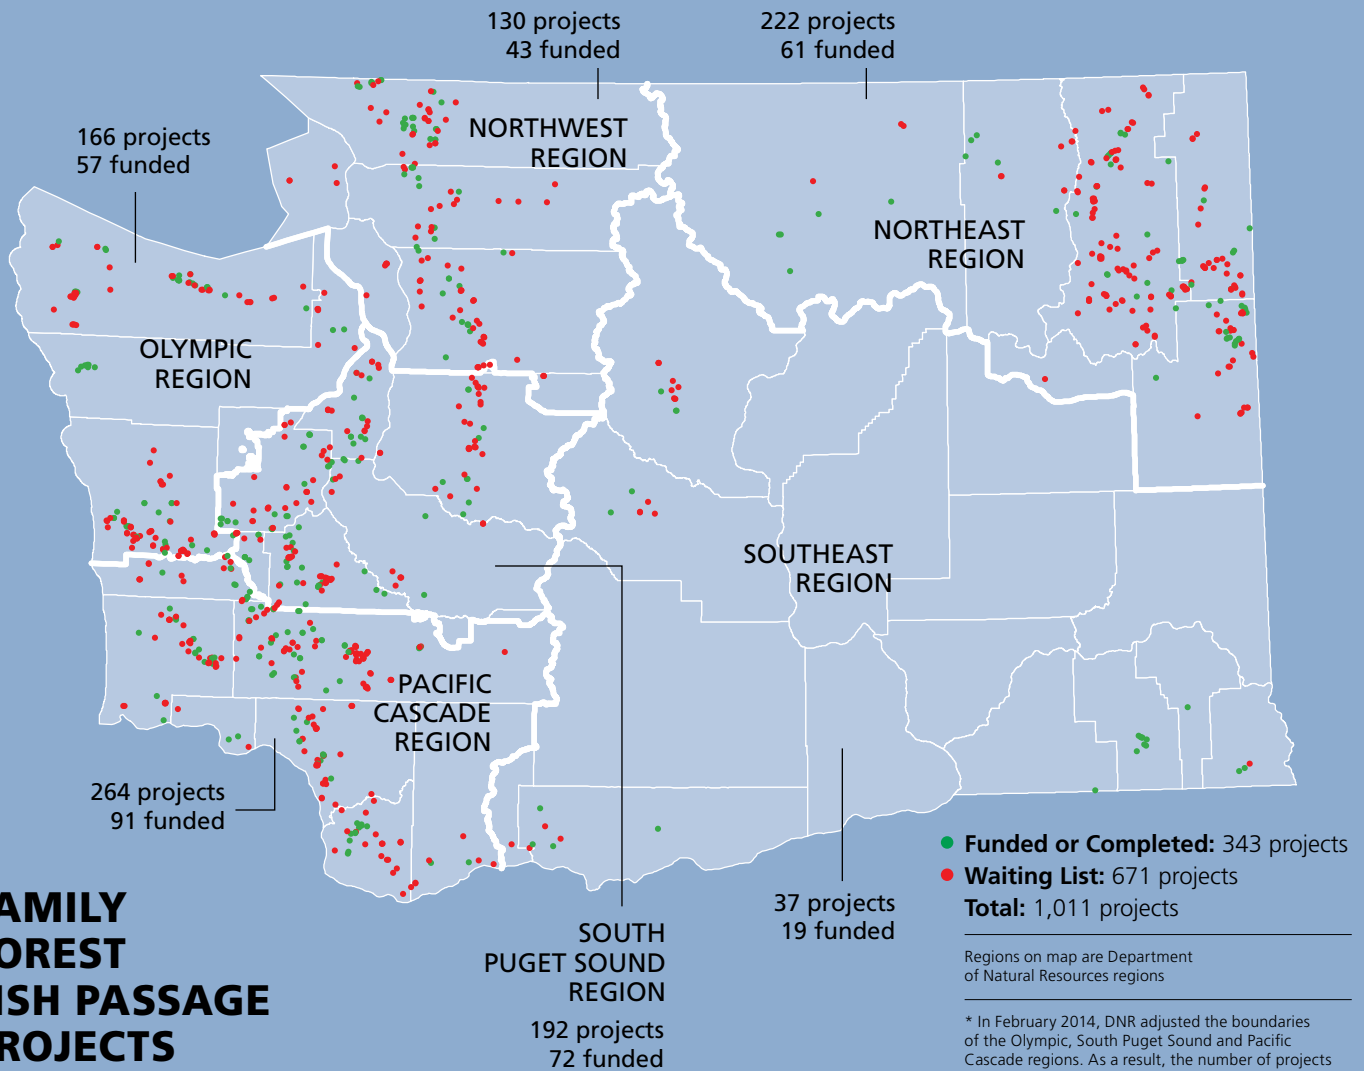 130 projects
43 funded
222 projects
61 funded
166 projects
57 funded
NORTHWEST
REGION
NORTHEAST
REGION
OLYMPIC
REGION
SOUTHEAST
REGION
PACIFIC
CASCADE
REGION
264 projects
91 funded
37 projects
19 funded
SOUTH
PUGET SOUND
REGION
192 projects
72 funded
AMILY
OREST
ISH PASSAGE
ROJECTS
Funded or Completed: 343 projects
Waiting List: 671 projects
Total: 1,011 projects
Regions on map are Department
of Natural Resources regions
* In February 2014, DNR adjusted the boundaries
of the Olympic, South Puget Sound and Pacific
Cascade regions. As a result, the number of projects